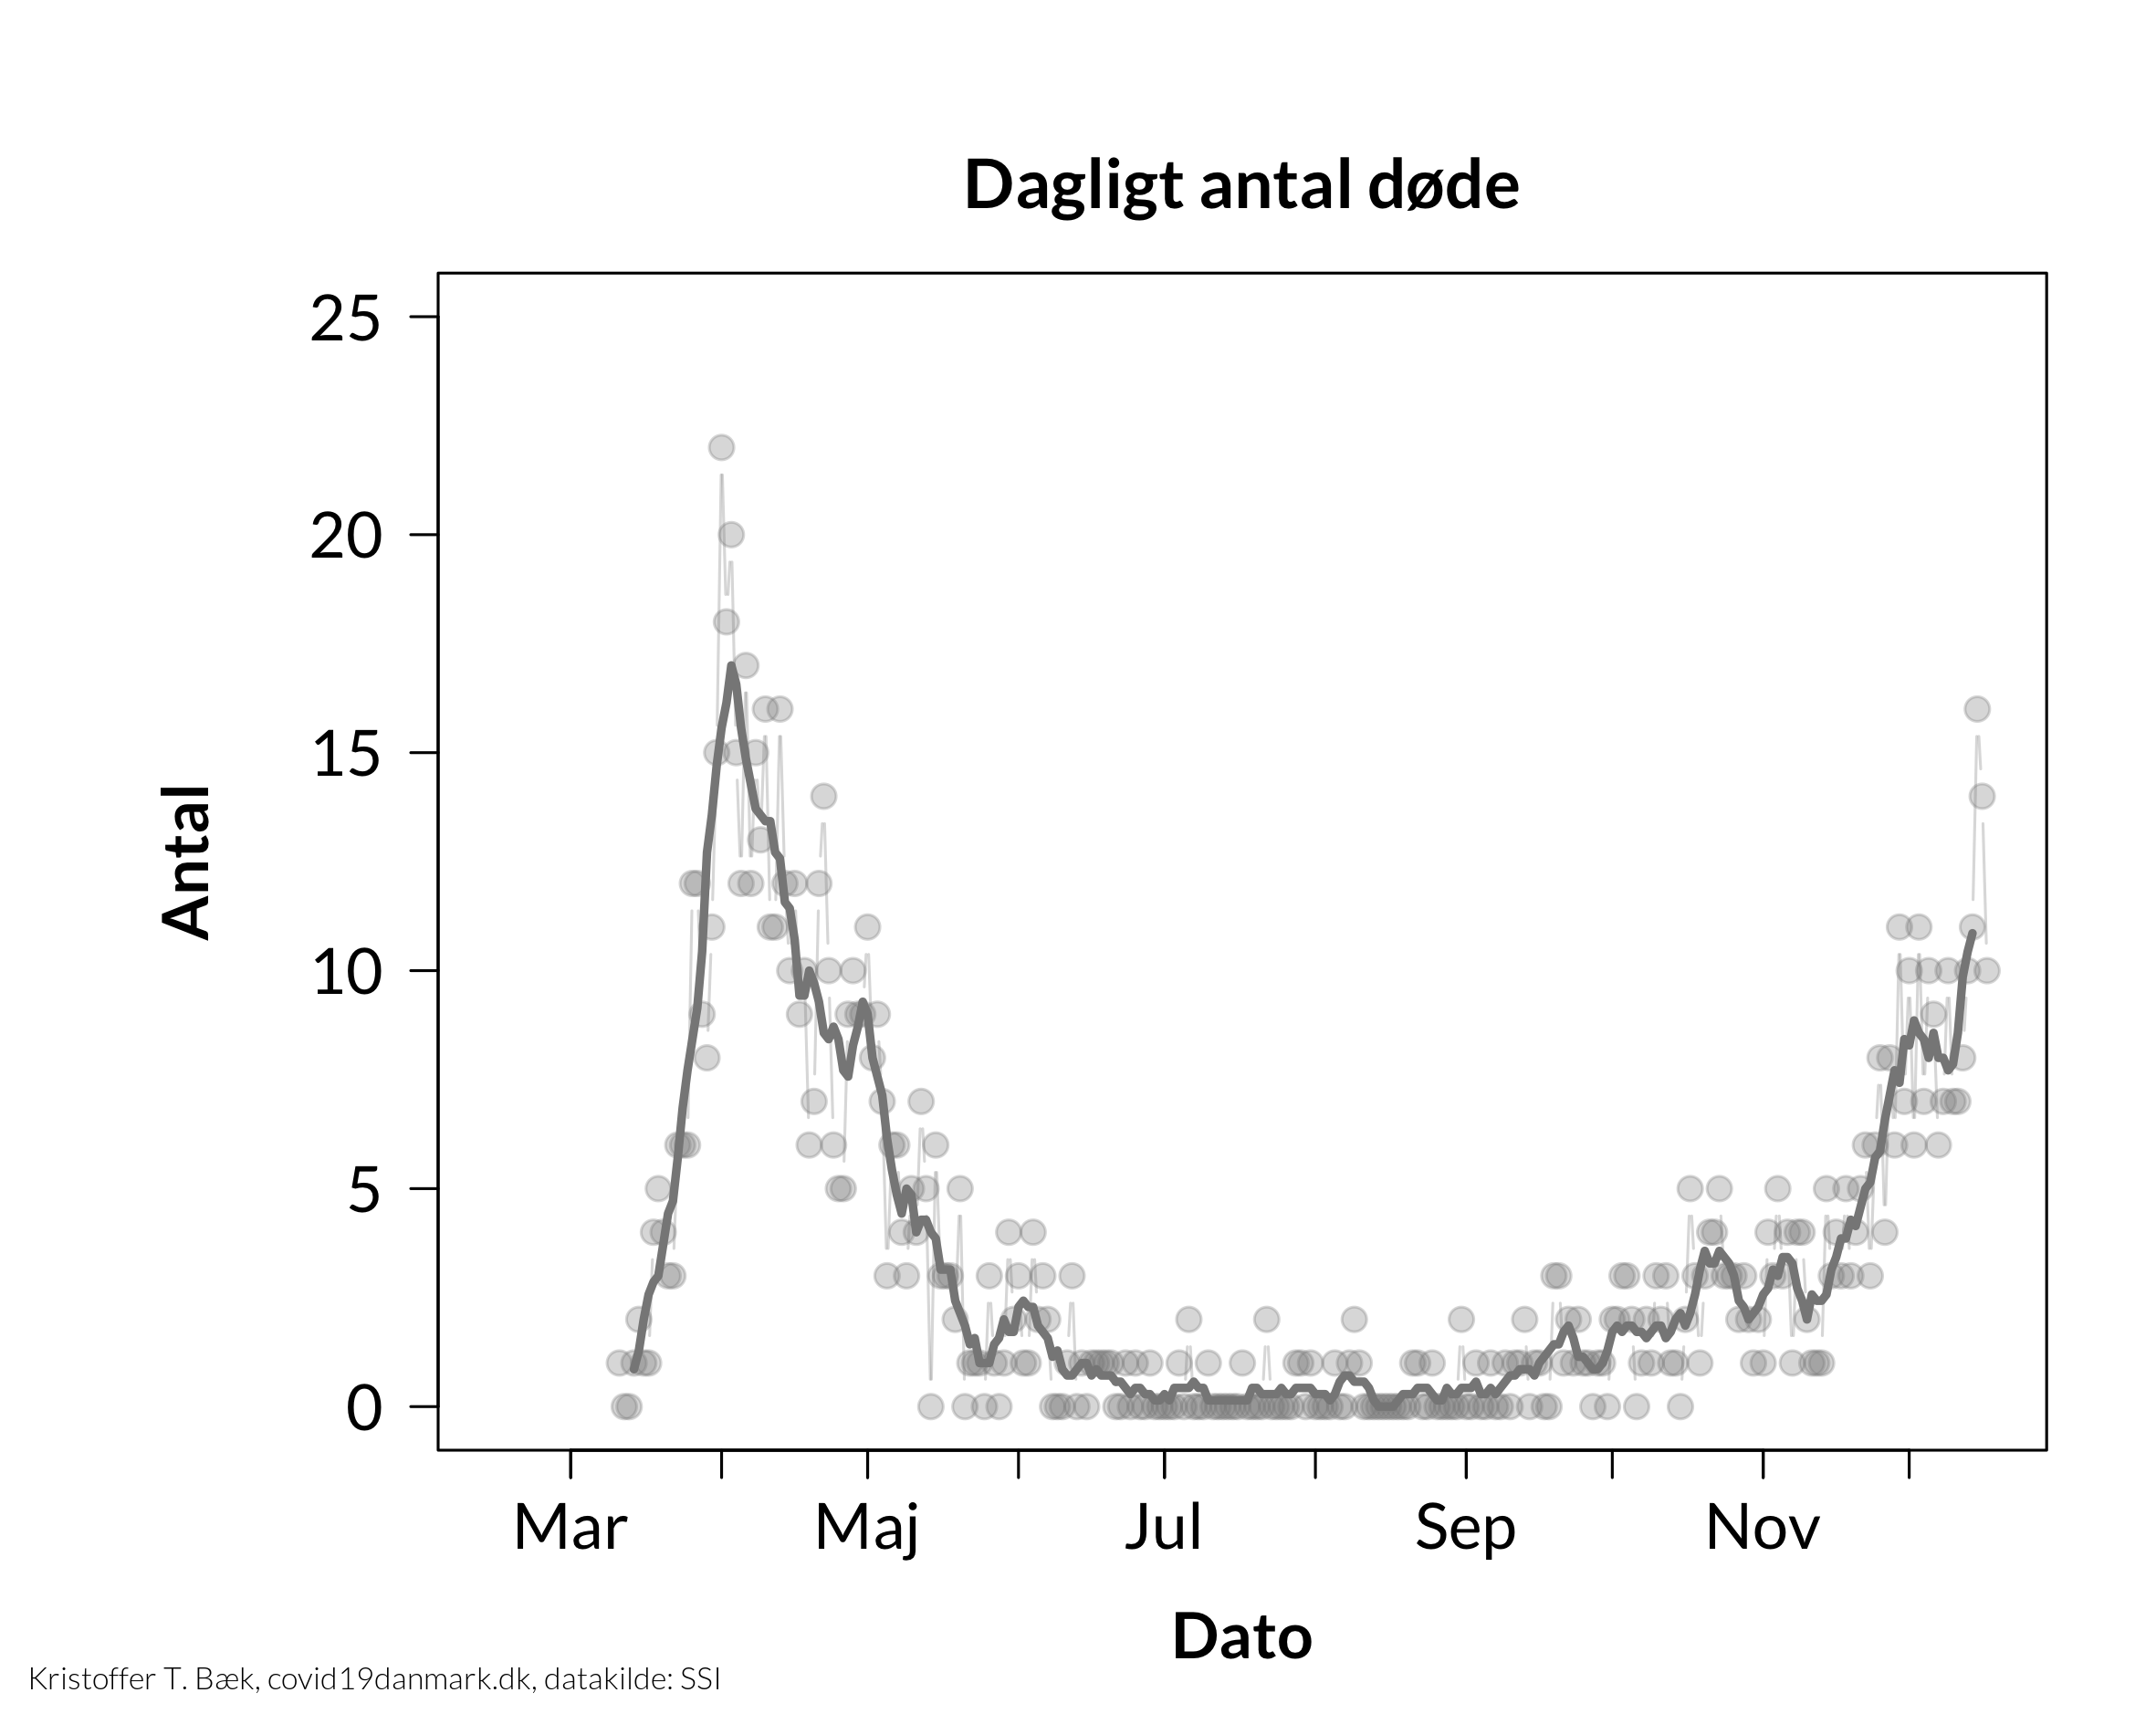 Dagligt antal døde
25
20
15
10
5
0
Antal
Mar Maj Jul Sep Nov
Dato
Kristoffer T. Bæk, covid19danmark.dk, datakilde: SSI